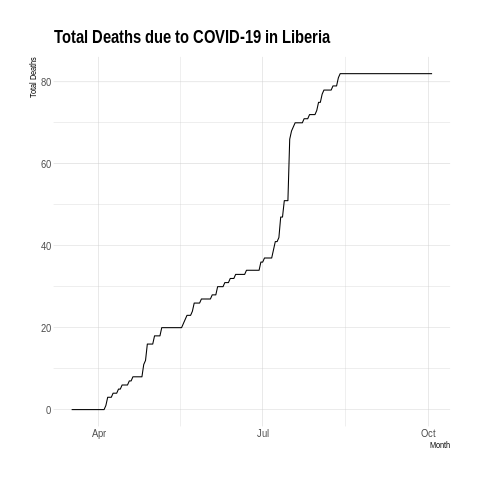 Total Deaths due to COVID-19 in Liberia
Total Deaths
80
60
40
20
0
Apr
Jul
Oct
Month